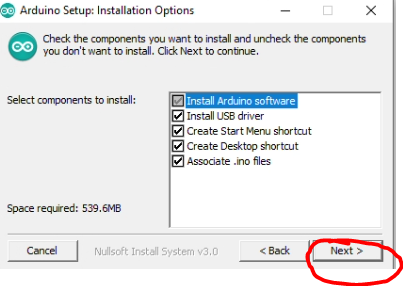 Arduino Setup: Installation Options
Check the components you want to install and uncheck the components
you don't want to install. Click Next to continue.
Select components to install:
Install Arduino software
Install USB driver
Create Start Menu shortcut
Create Desktop shortcut
Associate .ino files
Space required: 539.6MB
Cancel
Nullsoft Install System v3.0
< Back
Next >